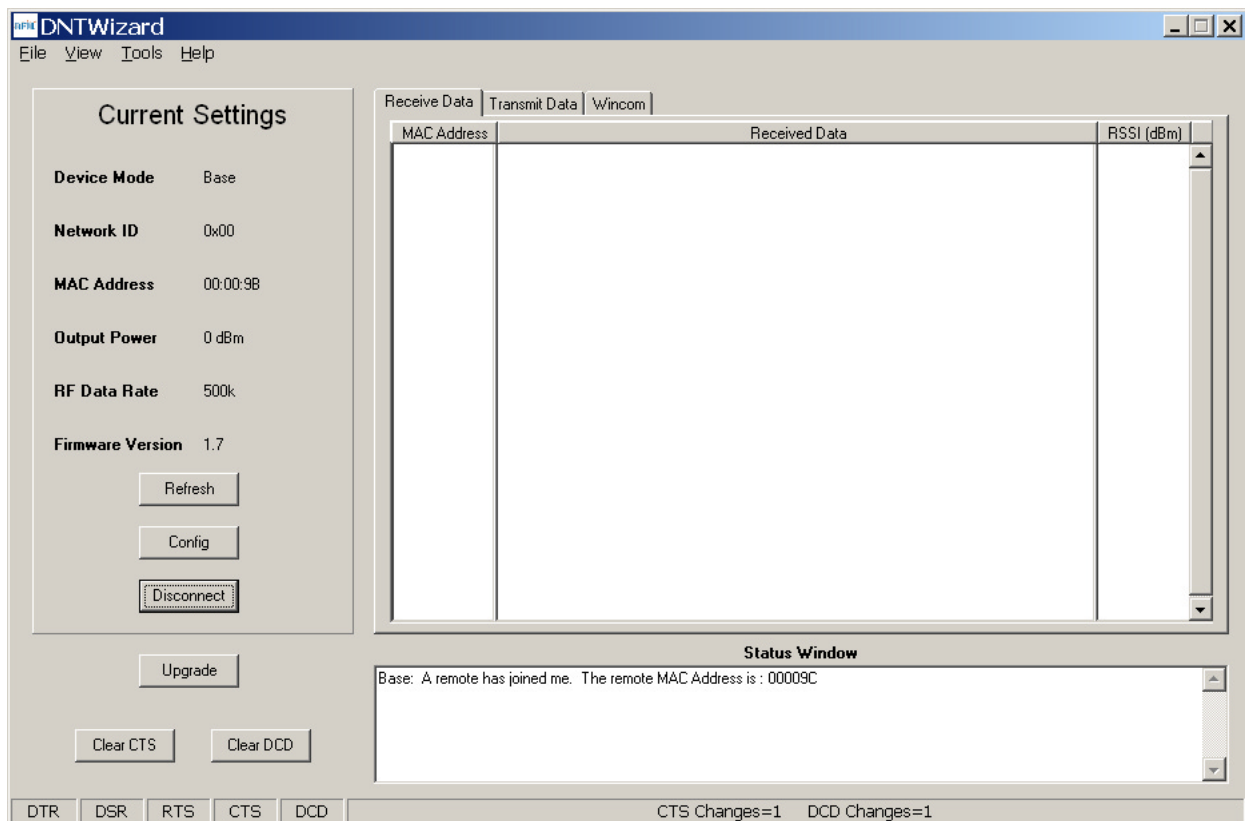 RFM DNTWizard
File View Tools Help
Current Settings
Device Mode Base
Network ID 0x00
MAC Address 00:00:9B
Output Power 0 dBm
RF Data Rate 500k
Firmware Version 1.7
Refresh
Config
Disconnect
Upgrade
Clear CTS Clear DCD
Receive Data Transmit Data Wincom
MAC Address Received Data RSSI (dBm)
Status Window
Base: A remote has joined me. The remote MAC Address is : 00009C
DTR DSR RTS CTS DCD CTS Changes=1 DCD Changes=1